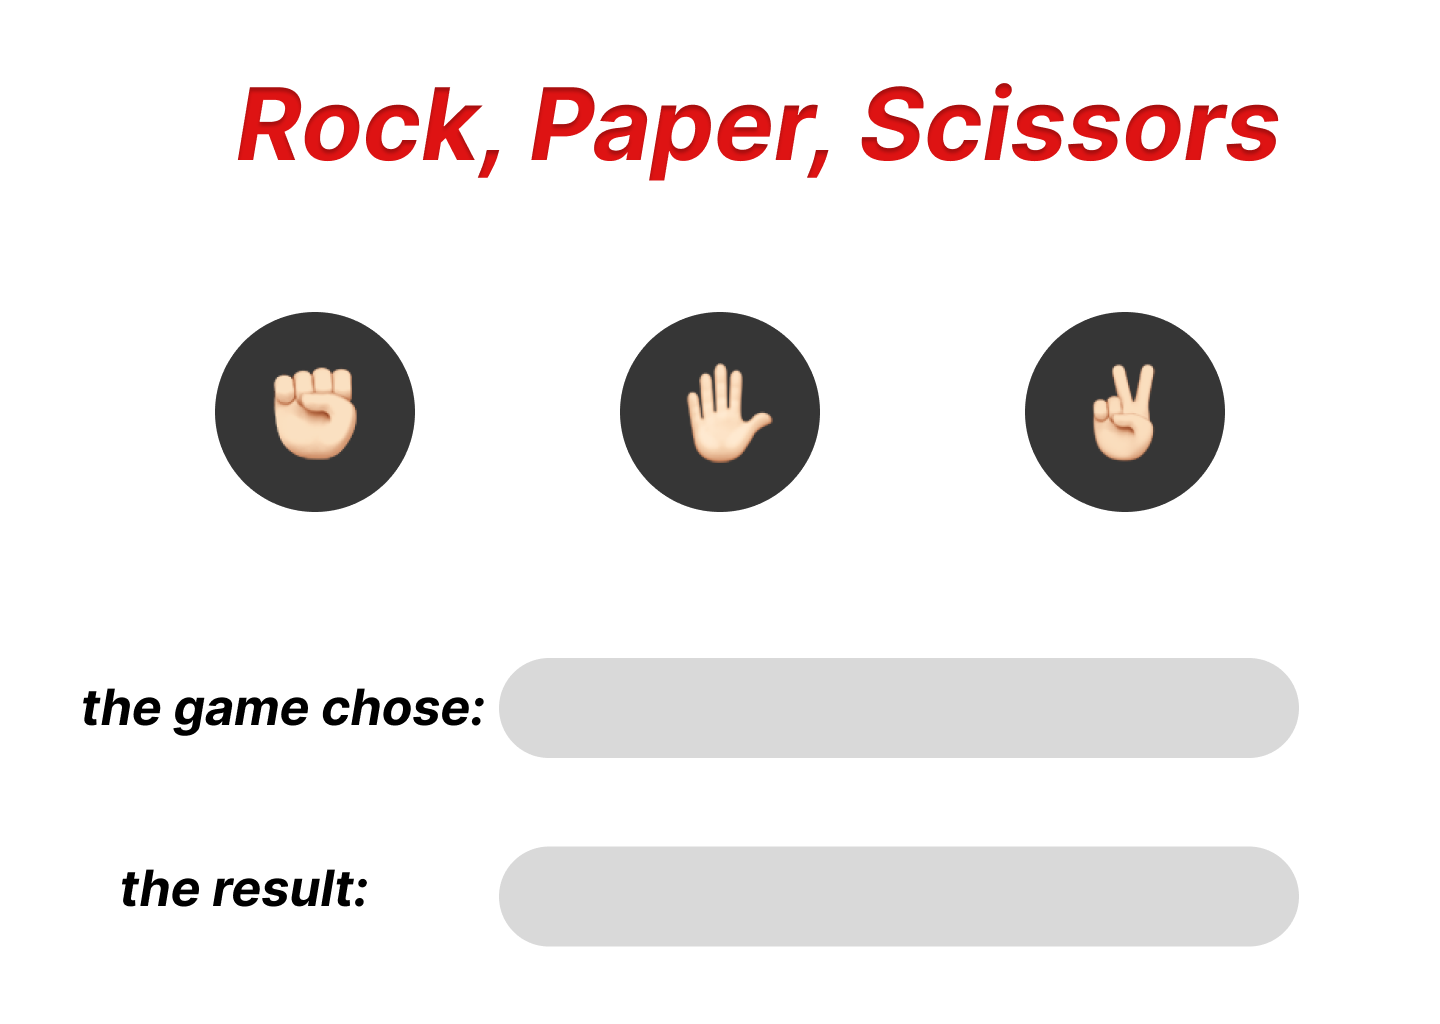 Rock, Paper, Scissors
the game chose:
the result: